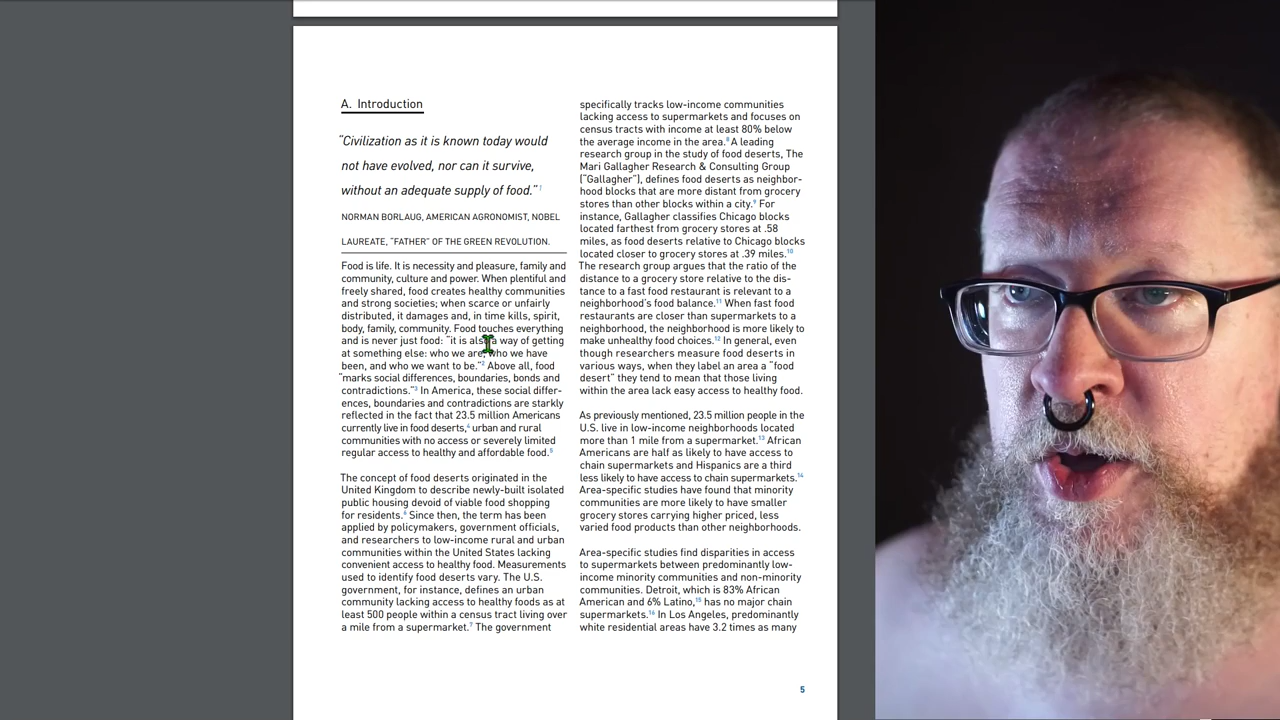 A. Introduction
“Civilization as it is known today would
not have evolved, nor can it survive,
without an adequate supply of food.” 1
NORMAN BORLAUG, AMERICAN AGRONOMIST, NOBEL
LAUREATE, “FATHER” OF THE GREEN REVOLUTION.
Food is life. It is necessity and pleasure, family and
community, culture and power. When plentiful and
freely shared, food creates healthy communities
and strong societies; when scarce or unfairly
distributed, it damages and, in time kills, spirit,
body, family, community. Food touches everything
and is never just food: “it is also a way of getting
at something else: who we are, who we have
been, and who we want to be.”2 Above all, food
“marks social differences, boundaries, bonds and
contradictions.”3 In America, these social differ-
ences, boundaries and contradictions are starkly
reflected in the fact that 23.5 million Americans
currently live in food deserts,4 urban and rural
communities with no access or severely limited
regular access to healthy and affordable food.5
The concept of food deserts originated in the
United Kingdom to describe newly-built isolated
public housing devoid of viable food shopping
for residents.6 Since then, the term has been
applied by policymakers, government officials,
and researchers to low-income rural and urban
communities within the United States lacking
convenient access to healthy food. Measurements
used to identify food deserts vary. The U.S.
government, for instance, defines an urban
community lacking access to healthy foods as at
least 500 people within a census tract living over
a mile from a supermarket.7 The government
specifically tracks low-income communities
lacking access to supermarkets and focuses on
census tracts with income at least 80% below
the average income in the area.8 A leading
research group in the study of food deserts, The
Mari Gallagher Research & Consulting Group
(“Gallagher”), defines food deserts as neighbor-
hood blocks that are more distant from grocery
stores than other blocks within a city.9 For
instance, Gallagher classifies Chicago blocks
located farthest from grocery stores at .58
miles, as food deserts relative to Chicago blocks
located closer to grocery stores at .39 miles.10
The research group argues that the ratio of the
distance to a grocery store relative to the dis-
tance to a fast food restaurant is relevant to a
neighborhood’s food balance.11 When fast food
restaurants are closer than supermarkets to a
neighborhood, the neighborhood is more likely to
make unhealthy food choices.12 In general, even
though researchers measure food deserts in
various ways, when they label an area a “food
desert” they tend to mean that those living
within the area lack easy access to healthy food.
As previously mentioned, 23.5 million people in the
U.S. live in low-income neighborhoods located
more than 1 mile from a supermarket.13 African
Americans are half as likely to have access to
chain supermarkets and Hispanics are a third
less likely to have access to chain supermarkets.14
Area-specific studies have found that minority
communities are more likely to have smaller
grocery stores carrying higher priced, less
varied food products than other neighborhoods.
Area-specific studies find disparities in access
to supermarkets between predominantly low-
income minority communities and non-minority
communities. Detroit, which is 83% African
American and 6% Latino,15 has no major chain
supermarkets.16 In Los Angeles, predominantly
white residential areas have 3.2 times as many
5